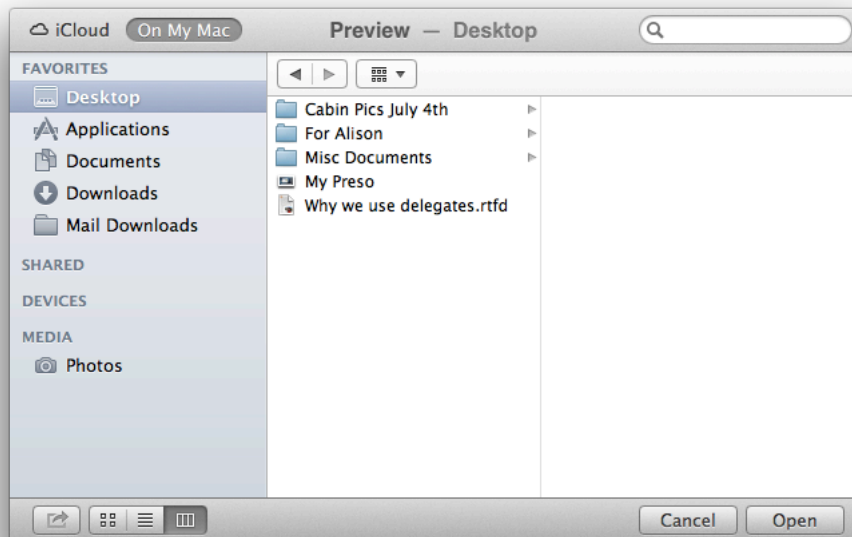 iCloud On My Mac Preview — Desktop
FAVORITES
Desktop
Applications
Documents
Downloads
Mail Downloads
SHARED
DEVICES
MEDIA
Photos
Cabin Pics July 4th
For Alison
Misc Documents
My Preso
Why we use delegates.rtfd
Cancel Open